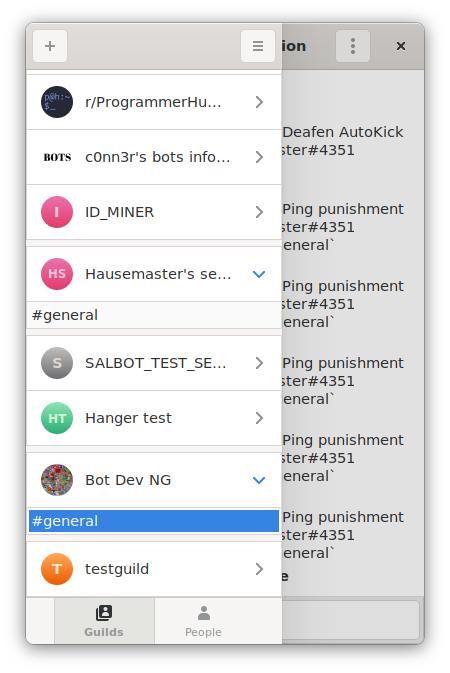 ion
p@h:~
$_
r/ProgrammerHu...
BOTS
c0nn3r's bots info...
I
ID_MINER
HS
Hausemaster's se...
#general
S
SALBOT_TEST_SE...
HT
Hanger test
Bot Dev NG
#general
T
testguild
Guilds
People
Deafen AutoKick
ster#4351
Ping punishment
ster#4351
eneral`
Ping punishment
ster#4351
eneral`
Ping punishment
ster#4351
eneral`
Ping punishment
ster#4351
eneral`
Ping punishment
ster#4351
eneral`
e